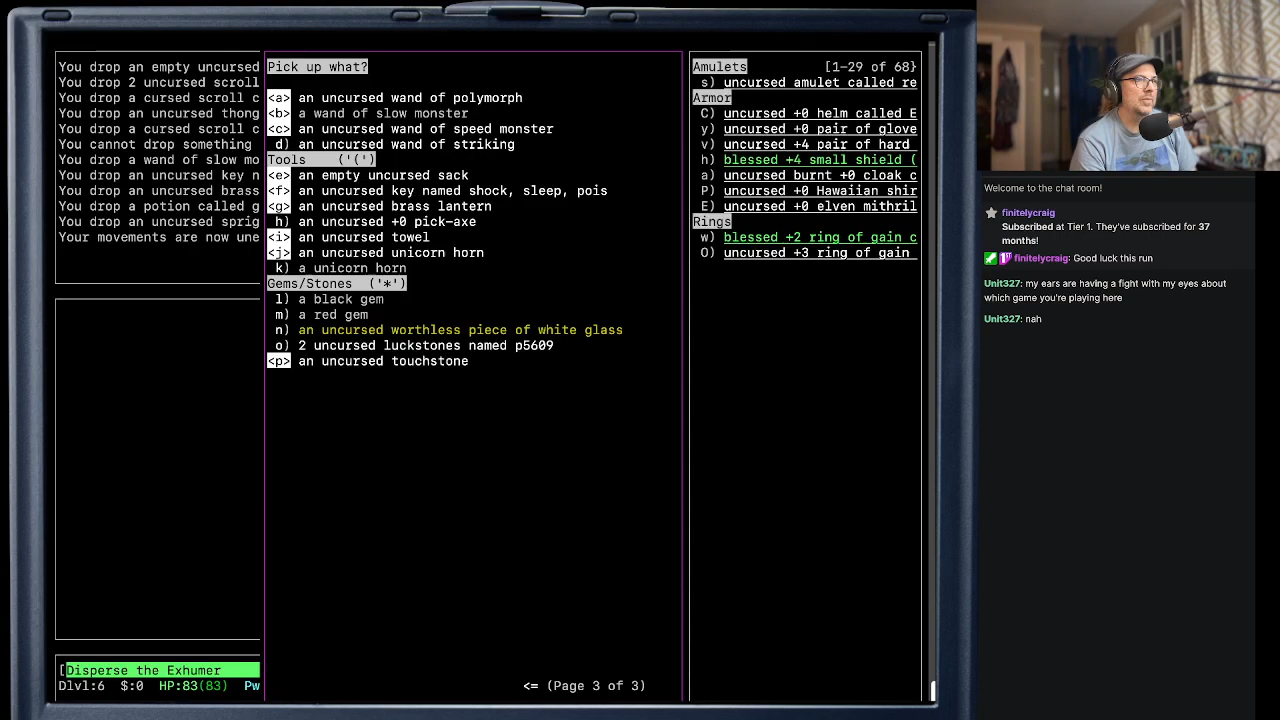 You drop an empty uncursed
You drop 2 uncursed scroll
You drop a cursed scroll c
You drop an uncursed thong
You drop a cursed scroll c
You cannot drop something
You drop a wand of slow mo
You drop an uncursed key n
You drop an uncursed brass
You drop a potion called g
You drop an uncursed sprig
Your movements are now une
[Disperse the Exhumer
Dlvl:6 $:0 HP:83(83) Pw
Pick up what?
<a> an uncursed wand of polymorph
<b> a wand of slow monster
<c> an uncursed wand of speed monster
d) an uncursed wand of striking
Tools ('(')
<e> an empty uncursed sack
<f> an uncursed key named shock, sleep, pois
<g> an uncursed brass lantern
h) an uncursed +0 pick-axe
<i> an uncursed towel
<j> an uncursed unicorn horn
k) a unicorn horn
Gems/Stones ('*')
l) a black gem
m) a red gem
n) an uncursed worthless piece of white glass
o) 2 uncursed luckstones named p5609
<p> an uncursed touchstone
<= (Page 3 of 3)
Amulets [1-29 of 68}
s) uncursed amulet called re
Armor
C) uncursed +0 helm called E
y) uncursed +0 pair of glove
v) uncursed +4 pair of hard
h) blessed +4 small shield (
a) uncursed burnt +0 cloak c
P) uncursed +0 Hawaiian shir
E) uncursed +0 elven mithril
Rings
w) blessed +2 ring of gain c
O) uncursed +3 ring of gain
Welcome to the chat room!
finitelycraig
Subscribed at Tier 1. They've subscribed for 37
months!
finitelycraig: Good luck this run
Unit327: my ears are having a fight with my eyes about
which game you're playing here
Unit327: nah